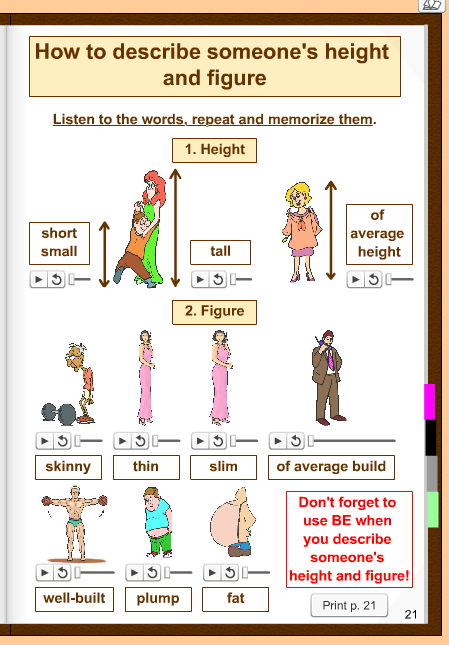 How to describe someone's height
and figure
Listen to the words, repeat and memorize them.
1. Height
short
small
tall
of
average
height
2. Figure
skinny
thin
slim
of average build
well-built
plump
fat
Don't forget to
use BE when
you describe
someone's
height and figure!
Print p. 21
21